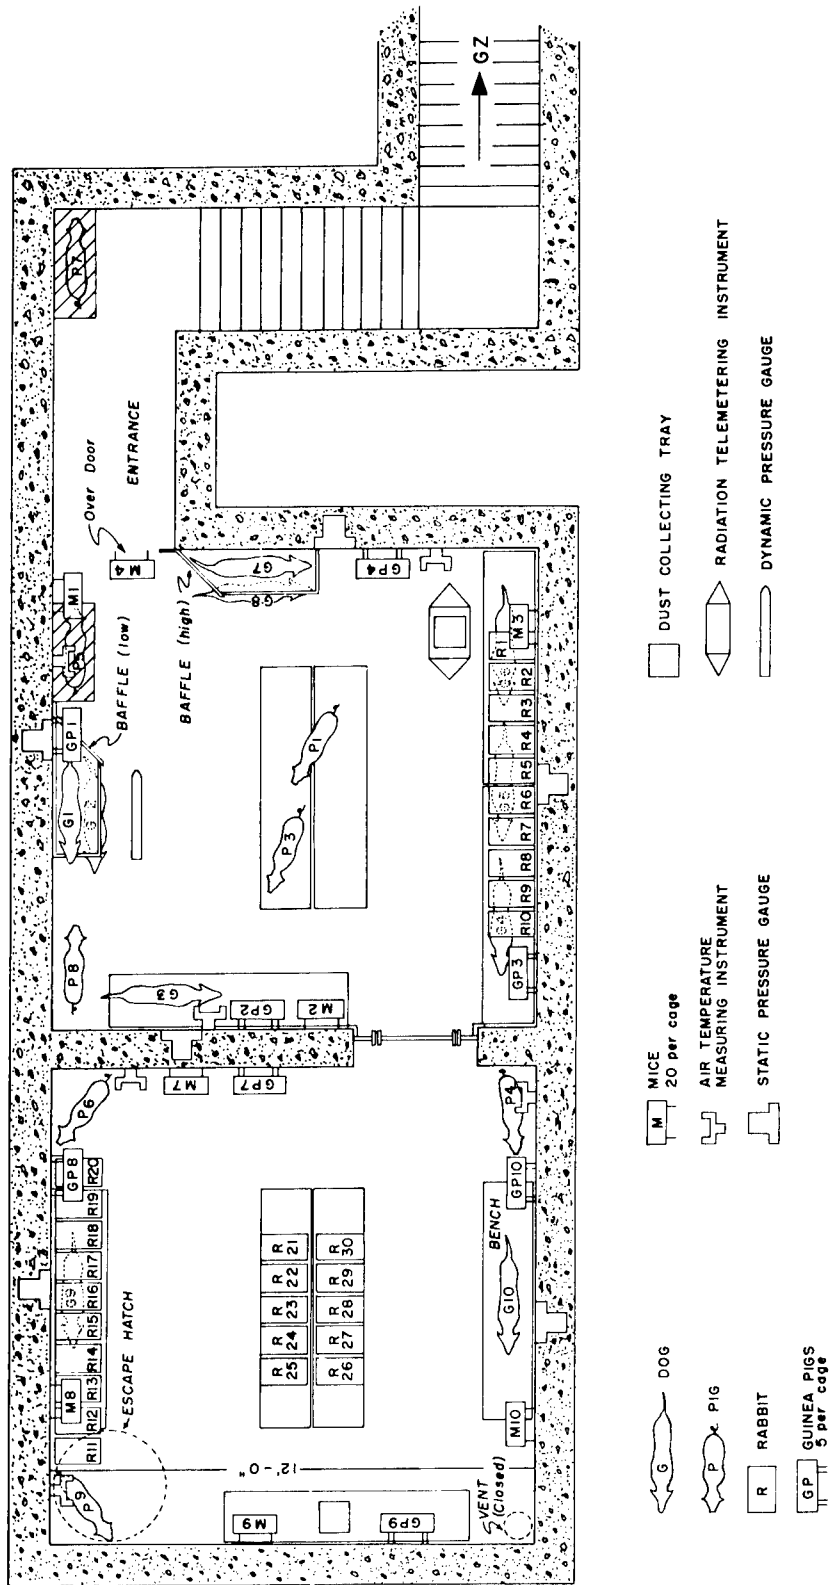 GZ
P7
ENTRANCE
Over Door
M4
M1
P5
BAFFLE (low)
BAFFLE (high)
G7
G8
GP4
GP1
G1
G
P1
P3
M3
R1
R2
R3
R4
R5
R6
R7
R8
R9
R10
G5
G4
GP3
P8
G3
GP2
M2
M7
GP7
P6
P4
GP8
GP10
R20
R19
R18
R17
R16
R15
R14
R13
R12
R11
G9
M8
ESCAPE HATCH
R 21
R 22
R 23
R 24
R 25
R 30
R 29
R 28
R 27
R 26
BENCH
G10
M10
P9
12'-0"
M9
GP9
VENT
(Closed)
G DOG
P PIG
R RABBIT
GP GUINEA PIGS
5 per cage
M MICE
20 per cage
AIR TEMPERATURE
MEASURING INSTRUMENT
STATIC PRESSURE GAUGE
DUST COLLECTING TRAY
RADIATION TELEMETERING INSTRUMENT
DYNAMIC PRESSURE GAUGE